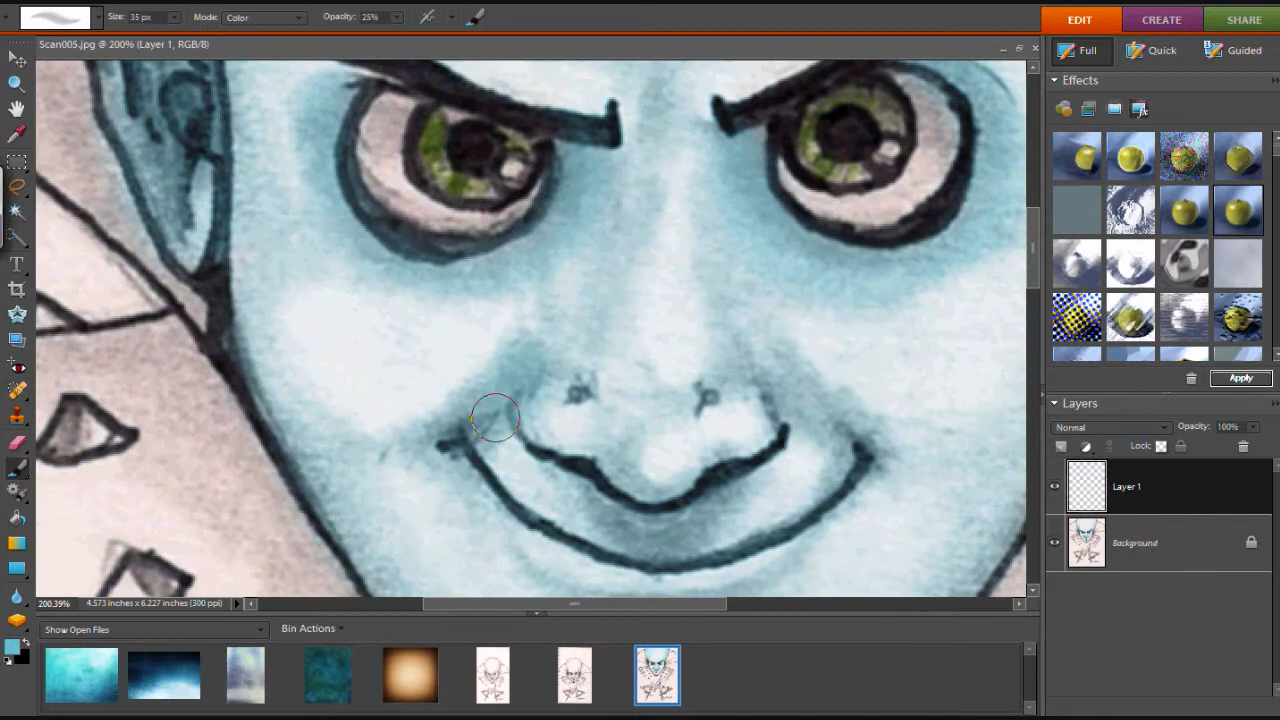 Size: 35 px
Mode: Color
Opacity: 25%
EDIT
CREATE
SHARE
Scan005.jpg @ 200% (Layer 1, RGB/8)
Full
Quick
Guided
Effects
Apply
Layers
Normal
Opacity: 100%
Lock:
Layer 1
Background
200.39%
4.573 inches x 6.227 inches (300 ppi)
Show Open Files
Bin Actions